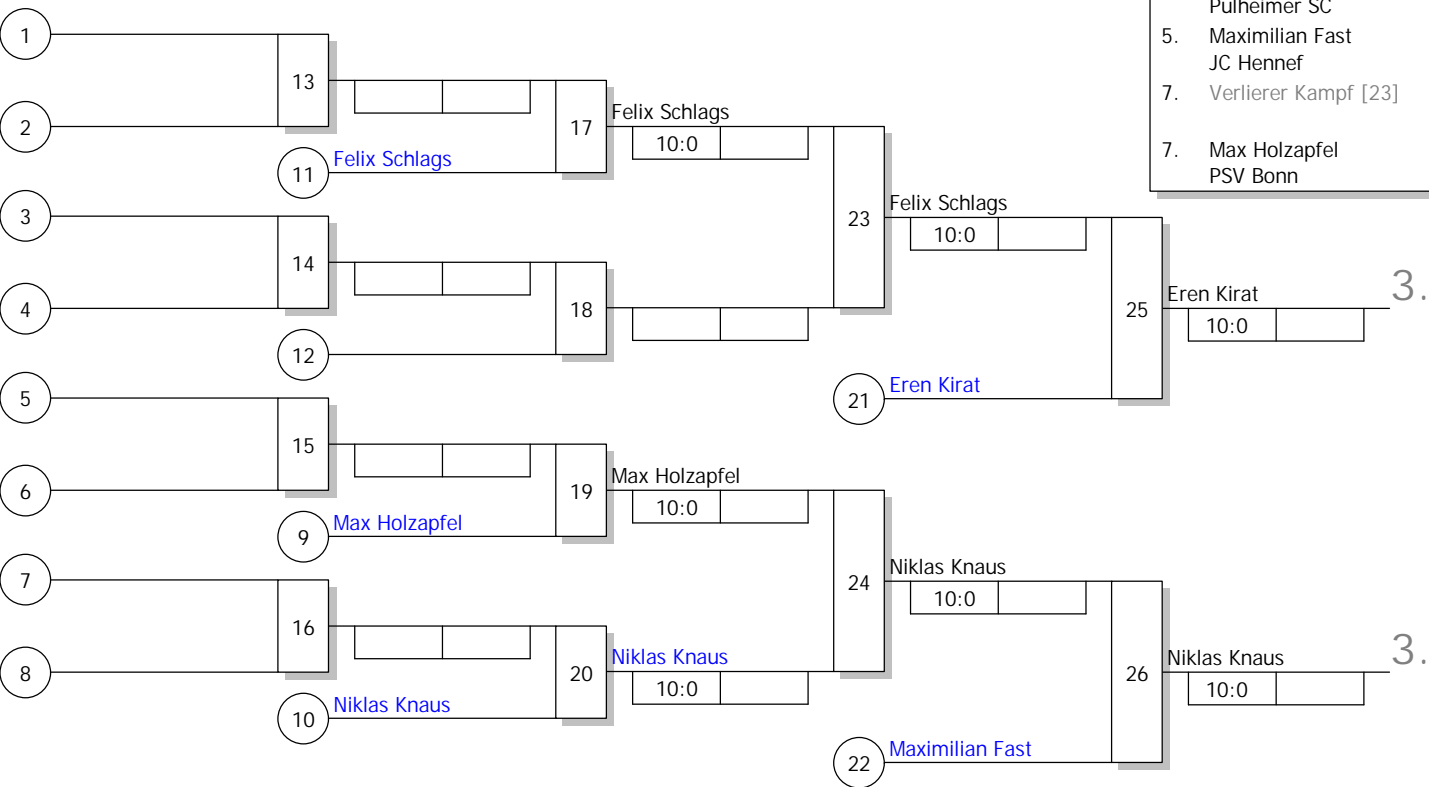 Pulheimer SC
5. Maximilian Fast
JC Hennef
7. Verlierer Kampf [23]
7. Max Holzapfel
PSV Bonn
1
13
2
17
Felix Schlags
10:0
11
Felix Schlags
3
14
4
18
12
23
Felix Schlags
10:0
25
Eren Kirat
10:0
3.
21
Eren Kirat
5
15
6
19
Max Holzapfel
10:0
9
Max Holzapfel
7
16
8
20
Niklas Knaus
10:0
10
Niklas Knaus
24
Niklas Knaus
10:0
26
Niklas Knaus
10:0
3.
22
Maximilian Fast